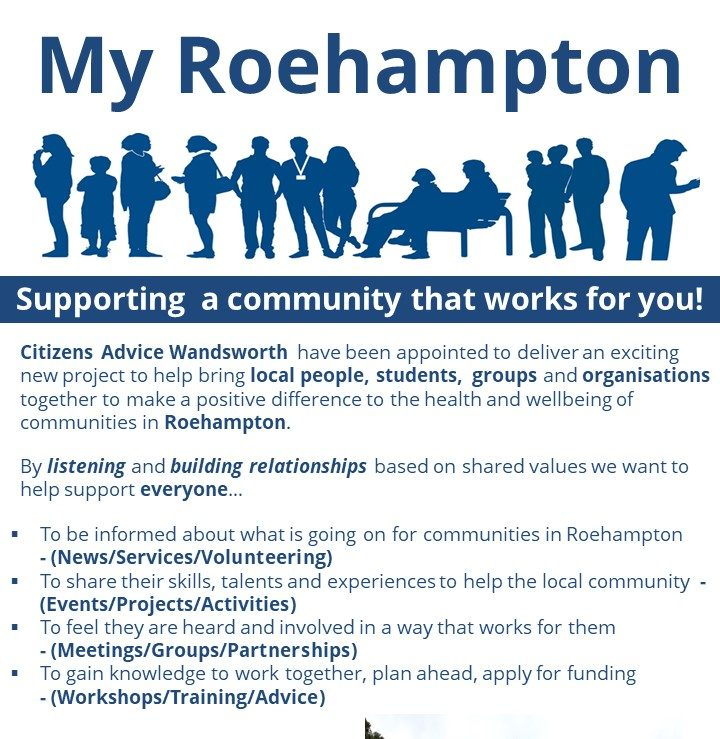 My Roehampton
Supporting a community that works for you!
Citizens Advice Wandsworth have been appointed to deliver an exciting
new project to help bring local people, students, groups and organisations
together to make a positive difference to the health and wellbeing of
communities in Roehampton.
By listening and building relationships based on shared values we want to
help support everyone...
▪ To be informed about what is going on for communities in Roehampton
- (News/Services/Volunteering)
▪ To share their skills, talents and experiences to help the local community -
(Events/Projects/Activities)
▪ To feel they are heard and involved in a way that works for them
- (Meetings/Groups/Partnerships)
▪ To gain knowledge to work together, plan ahead, apply for funding
- (Workshops/Training/Advice)